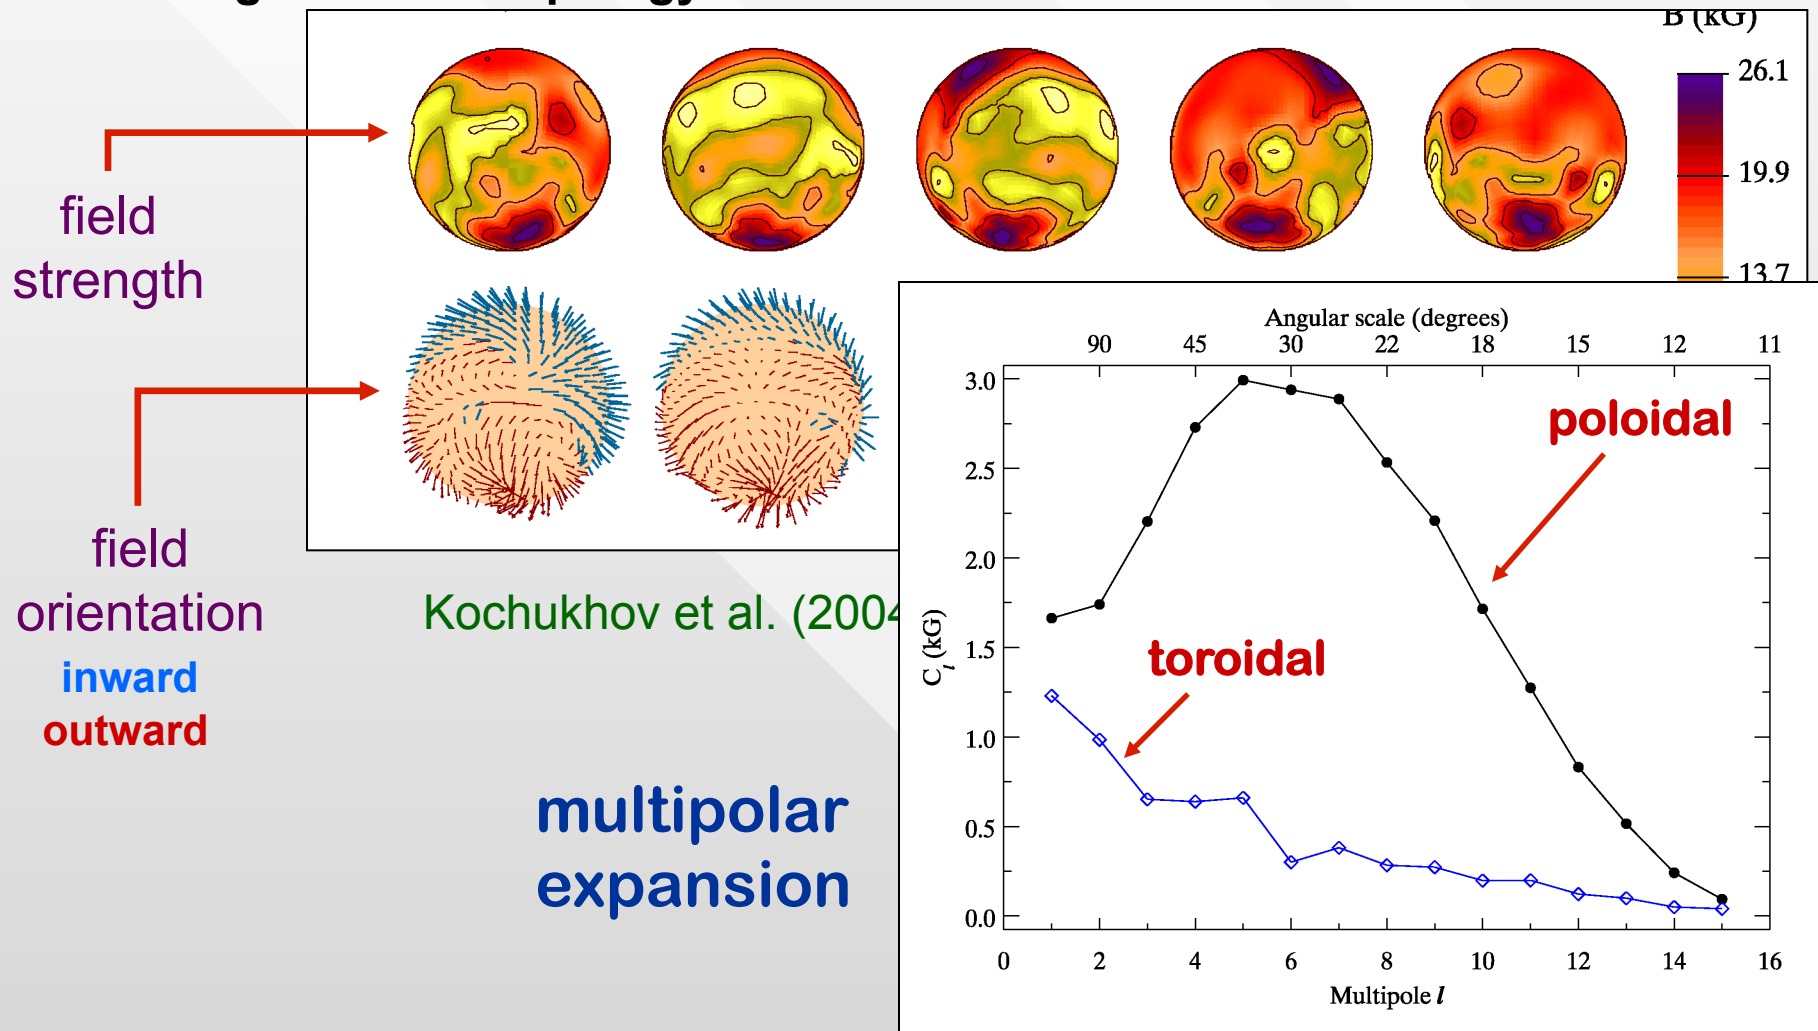 B (kG)
26.1
19.9
13.7
field
strength
field
orientation
inward
outward
Kochukhov et al. (2004
multipolar
expansion
Angular scale (degrees)
90 45 30 22 18 15 12 11
3.0
2.5
2.0
1.5
1.0
0.5
0.0
C_l (kG)
poloidal
toroidal
0 2 4 6 8 10 12 14 16
Multipole l